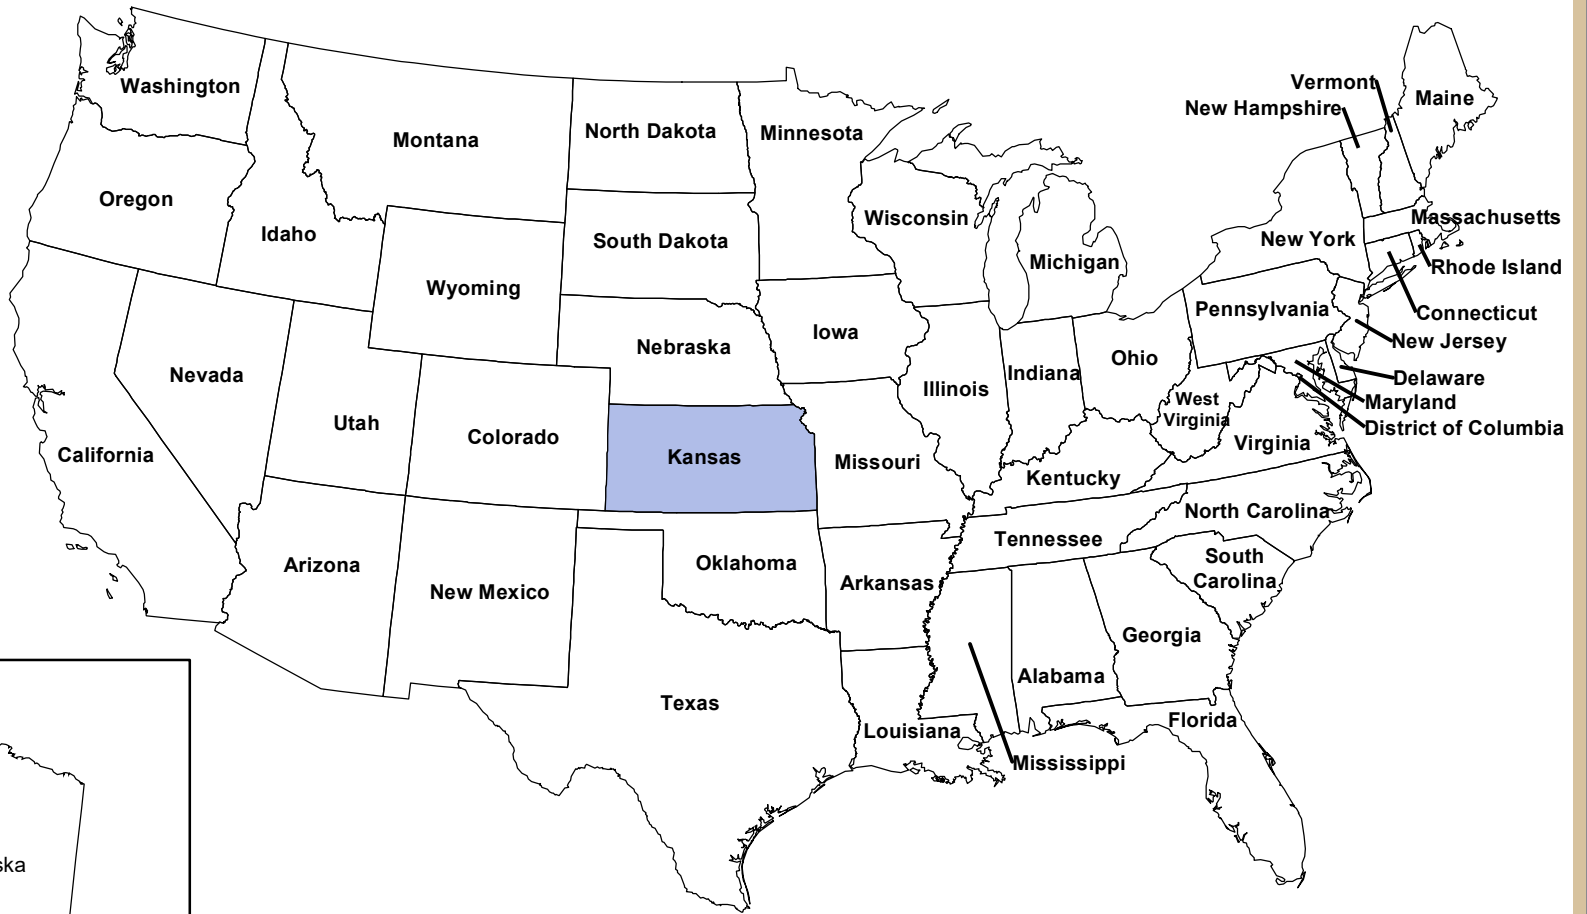 Washington
Vermont
New Hampshire
Maine
Montana
North Dakota
Minnesota
Oregon
Idaho
South Dakota
Wisconsin
Massachusetts
New York
Michigan
Rhode Island
Wyoming
Pennsylvania
Connecticut
Iowa
New Jersey
Nebraska
Ohio
Nevada
Indiana
Illinois
Delaware
West
Virginia
Maryland
Utah
Colorado
District of Columbia
California
Kansas
Missouri
Virginia
Kentucky
North Carolina
Tennessee
Arizona
Oklahoma
South
Carolina
New Mexico
Arkansas
Georgia
Alabama
Texas
Louisiana
Florida
Mississippi
ska